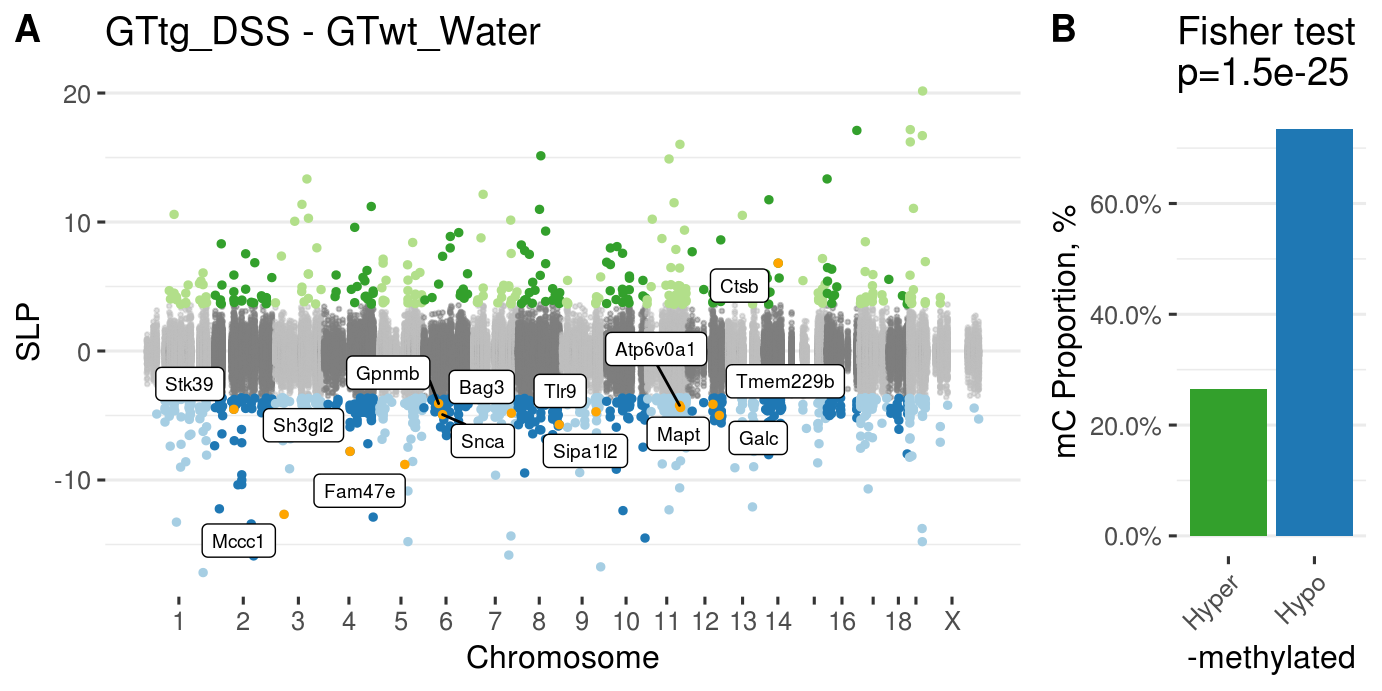 A
GTtg_DSS - GTwt_Water
SLP
20
10
0
-10
Ctsb
Atp6v0a1
Stk39
Gpnmb
Bag3
Tlr9
Tmem229b
Sh3gl2
Snca
Sipa1l2
Mapt
Galc
Fam47e
Mccc1
1 2 3 4 5 6 7 8 9 10 11 12 13 14 16 18 X
Chromosome
B
Fisher test
p=1.5e-25
mC Proportion, %
60.0%
40.0%
20.0%
0.0%
Hyper
Hypo
-methylated